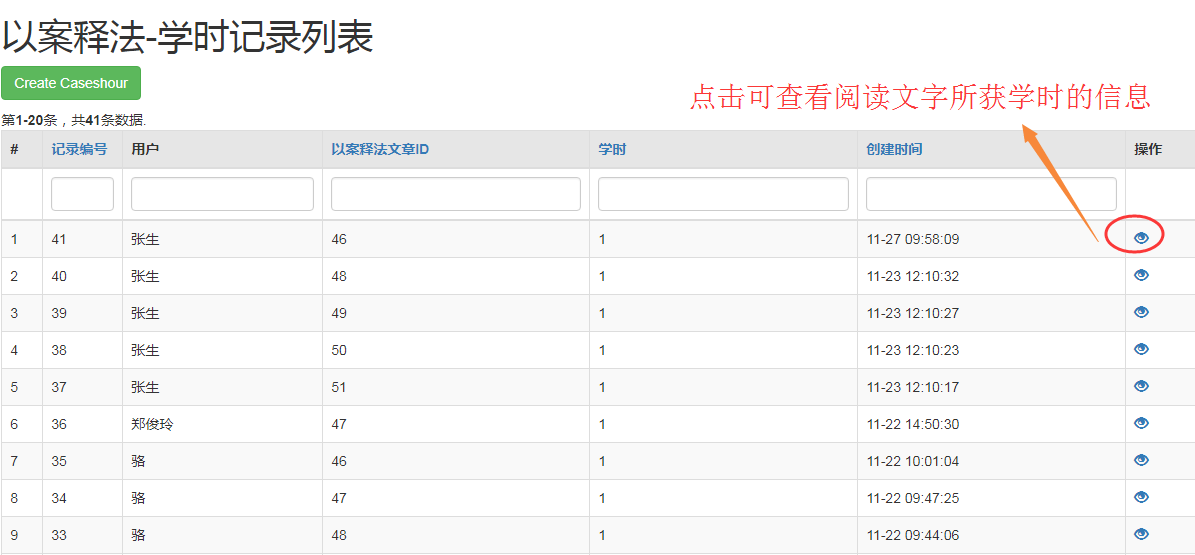 以案释法-学时记录列表
Create Caseshour
点击可查看阅读文字所获学时的信息
第1-20条，共41条数据.
# 记录编号 用户 以案释法文章ID 学时 创建时间 操作
1 41 张生 46 1 11-27 09:58:09
2 40 张生 48 1 11-23 12:10:32
3 39 张生 49 1 11-23 12:10:27
4 38 张生 50 1 11-23 12:10:23
5 37 张生 51 1 11-23 12:10:17
6 36 郑俊玲 47 1 11-22 14:50:30
7 35 骆 46 1 11-22 10:01:04
8 34 骆 47 1 11-22 09:47:25
9 33 骆 48 1 11-22 09:44:06